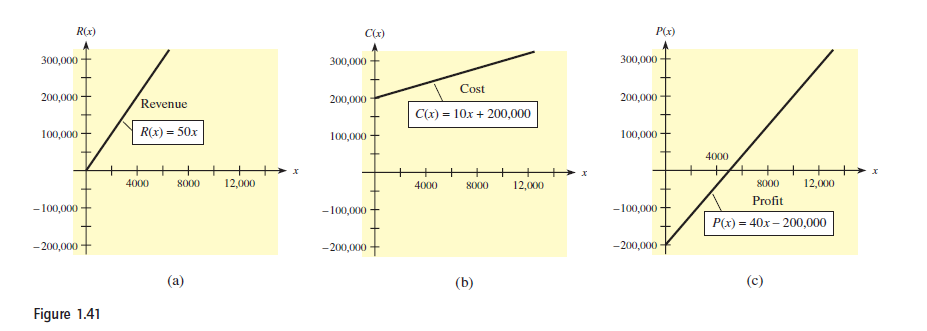 R(x)
300,000
200,000
100,000
−100,000
−200,000
4000 8000 12,000
x
Revenue
R(x) = 50x
(a)
C(x)
300,000
200,000
100,000
−100,000
−200,000
4000 8000 12,000
x
Cost
C(x) = 10x + 200,000
(b)
P(x)
300,000
200,000
100,000
−100,000
−200,000
4000
8000 12,000
x
Profit
P(x) = 40x − 200,000
(c)
Figure 1.41